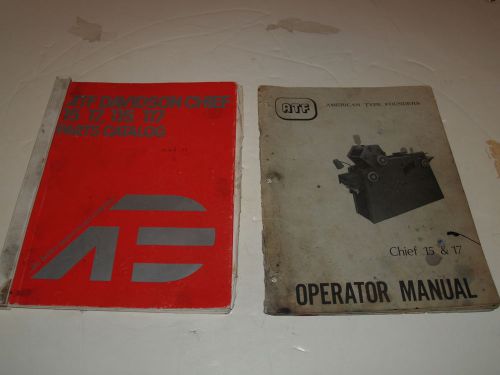 ATF DAVIDSON CHIEF
15 17 115 117
PARTS CATALOG
ATF
AMERICAN TYPE FOUNDERS
Chief 15 & 17
OPERATOR MANUAL